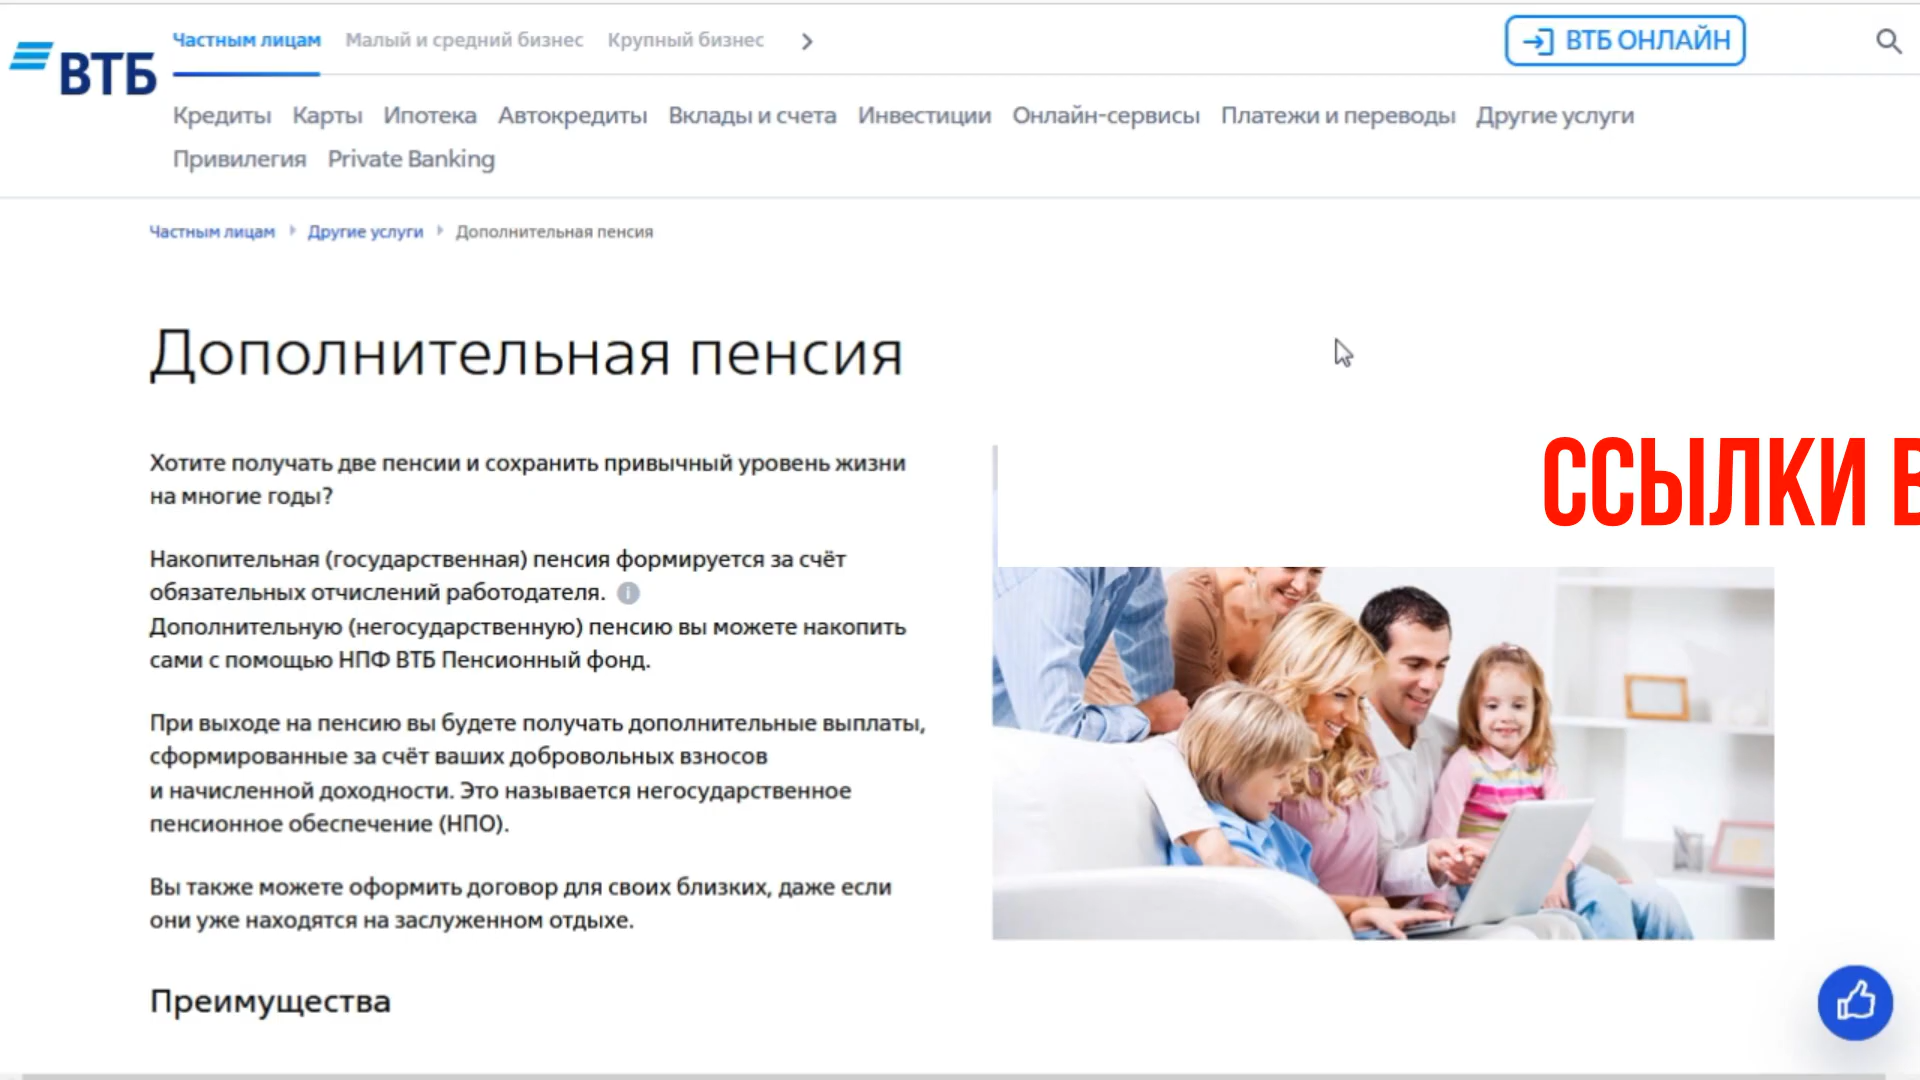 ВТБ
Частным лицам Малый и средний бизнес Крупный бизнес
ВТБ ОНЛАЙН
Кредиты Карты Ипотека Автокредиты Вклады и счета Инвестиции Онлайн-сервисы Платежи и переводы Другие услуги
Привилегия Private Banking
Частным лицам Другие услуги Дополнительная пенсия
Дополнительная пенсия
Хотите получать две пенсии и сохранить привычный уровень жизни
на многие годы?
Накопительная (государственная) пенсия формируется за счёт
обязательных отчислений работодателя.
Дополнительную (негосударственную) пенсию вы можете накопить
сами с помощью НПФ ВТБ Пенсионный фонд.
При выходе на пенсию вы будете получать дополнительные выплаты,
сформированные за счёт ваших добровольных взносов
и начисленной доходности. Это называется негосударственное
пенсионное обеспечение (НПО).
Вы также можете оформить договор для своих близких, даже если
они уже находятся на заслуженном отдыхе.
Преимущества
ССЫЛКИ В